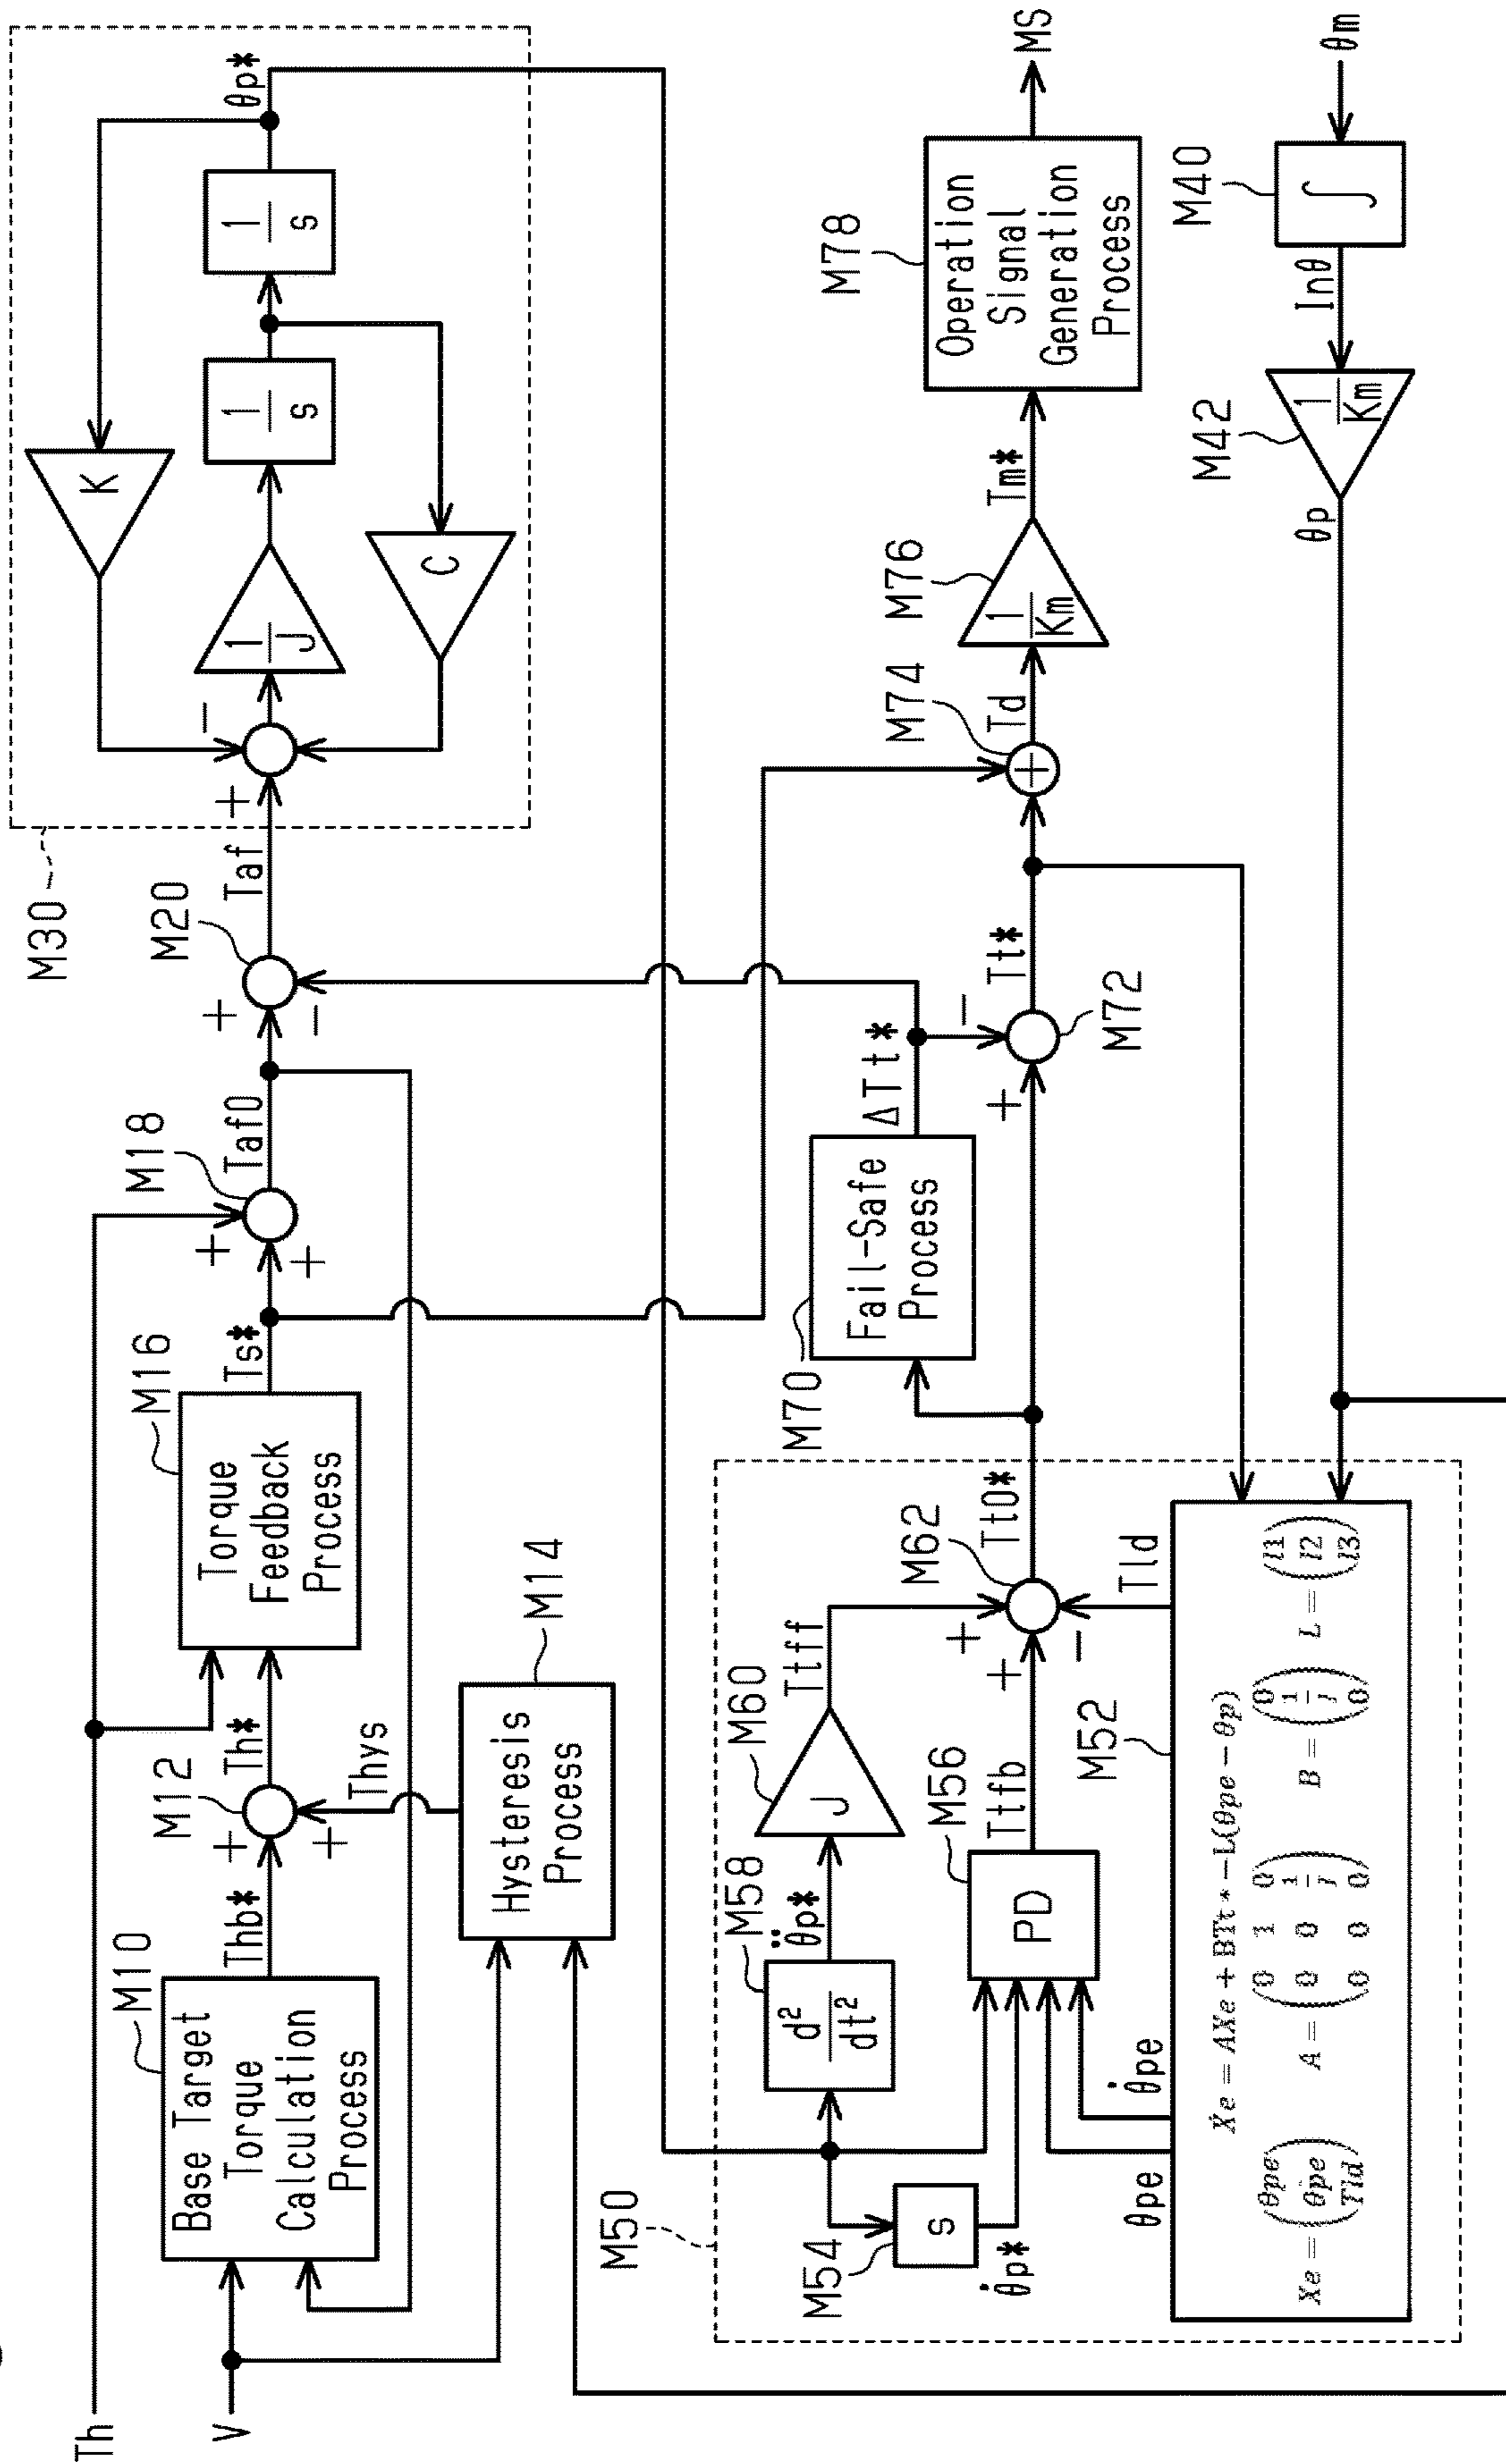 Th
V
M10
Base Target
Torque
Calculation
Process
Thb*
M12
+
+
Th*
Thys
M14
Hysteresis
Process
M16
Torque
Feedback
Process
Ts*
M18
+
+
Taf0
M20
+
−
Taf
M30
+
−
K
1
J
1
s
1
s
C
θp*
M50
M54
s
θ̇p*
M58
d²
dt²
θ̈p*
M60
J
Ttff
M56
PD
Ttfb
θpe
θ̇pe
M62
+
+
−
Tt0*
Tld
M52
Ẋe = AXe + BTt* −L(θpe − θp)
Xe = (θpe θ̇pe Tld)
A = (0 1 0
0 0 1/J
0 0 0)
B = (0 1/J 0)
L = (l1 l2 l3)
M70
Fail-Safe
Process
ΔTt*
M72
+
−
Tt*
M74
+
Td
M76
1
Km
Tm*
M78
Operation
Signal
Generation
Process
MS
θm
M40
∫
Inθ
M42
1
Km
θp